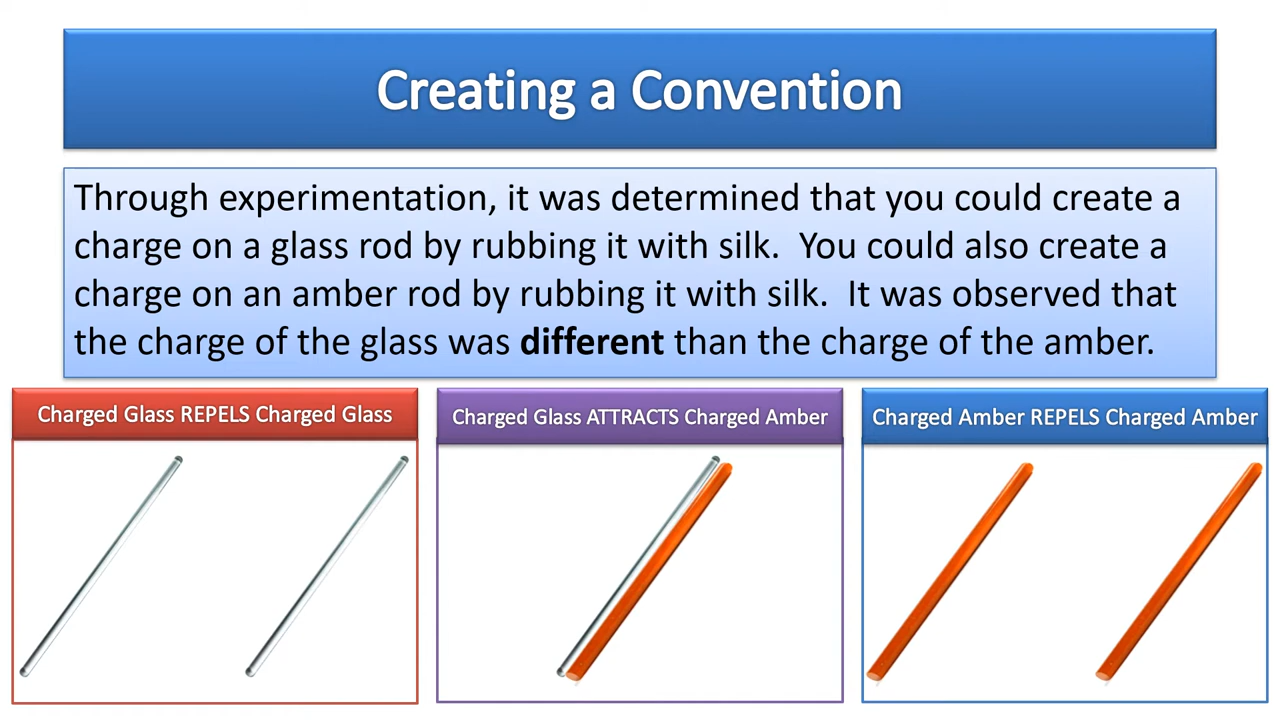 Creating a Convention
Through experimentation, it was determined that you could create a
charge on a glass rod by rubbing it with silk.  You could also create a
charge on an amber rod by rubbing it with silk.  It was observed that
the charge of the glass was different than the charge of the amber.
Charged Glass REPELS Charged Glass
Charged Glass ATTRACTS Charged Amber
Charged Amber REPELS Charged Amber